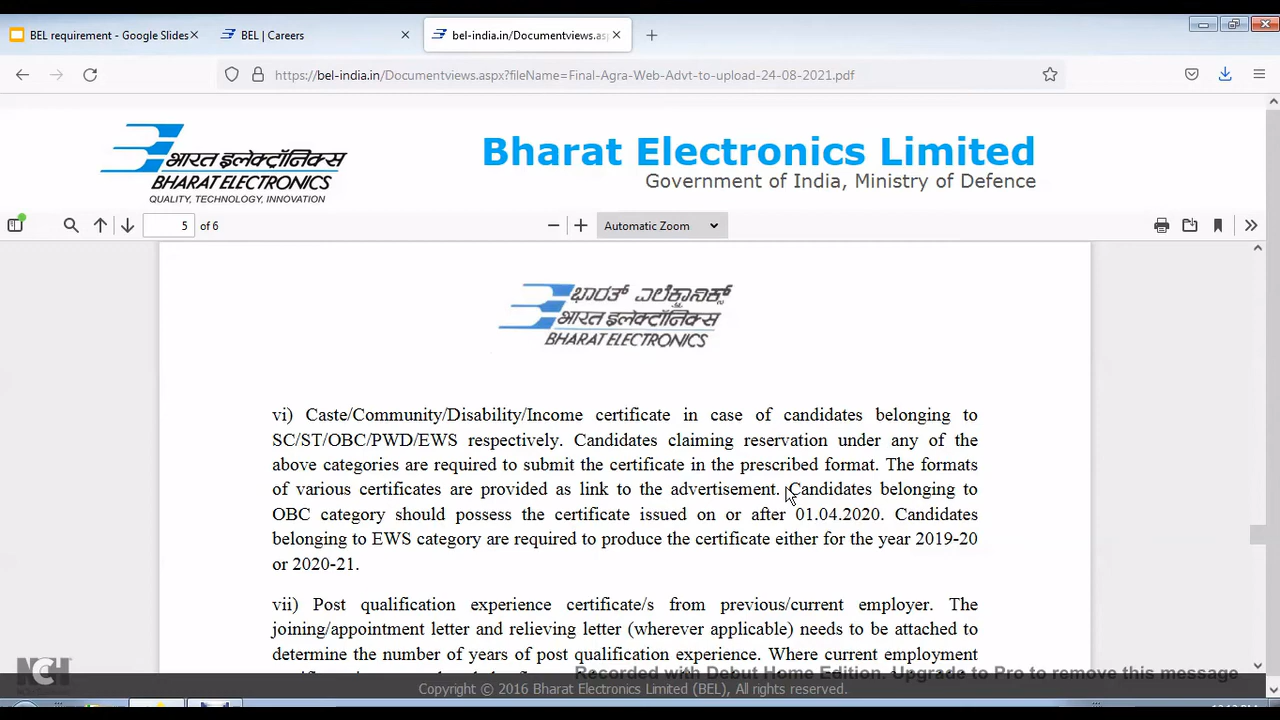 BEL requirement - Google Slides
BEL | Careers
bel-india.in/Documentviews.as
https://bel-india.in/Documentviews.aspx?fileName=Final-Agra-Web-Advt-to-upload-24-08-2021.pdf
भारत इलेक्ट्रॉनिक्स
BHARAT ELECTRONICS
QUALITY, TECHNOLOGY, INNOVATION
Bharat Electronics Limited
Government of India, Ministry of Defence
5 of 6
Automatic Zoom
ಭಾರತ್ ಎಲೆಕ್ಟ್ರಾನಿಕ್ಸ್
भारत इलेक्ट्रॉनिक्स
BHARAT ELECTRONICS
vi) Caste/Community/Disability/Income certificate in case of candidates belonging to
SC/ST/OBC/PWD/EWS respectively. Candidates claiming reservation under any of the
above categories are required to submit the certificate in the prescribed format. The formats
of various certificates are provided as link to the advertisement. Candidates belonging to
OBC category should possess the certificate issued on or after 01.04.2020. Candidates
belonging to EWS category are required to produce the certificate either for the year 2019-20
or 2020-21.
vii) Post qualification experience certificate/s from previous/current employer. The
joining/appointment letter and relieving letter (wherever applicable) needs to be attached to
determine the number of years of post qualification experience. Where current employment
NCH
Recorded with Debut Home Edition. Upgrade to Pro to remove this message
Copyright © 2016 Bharat Electronics Limited (BEL), All rights reserved.